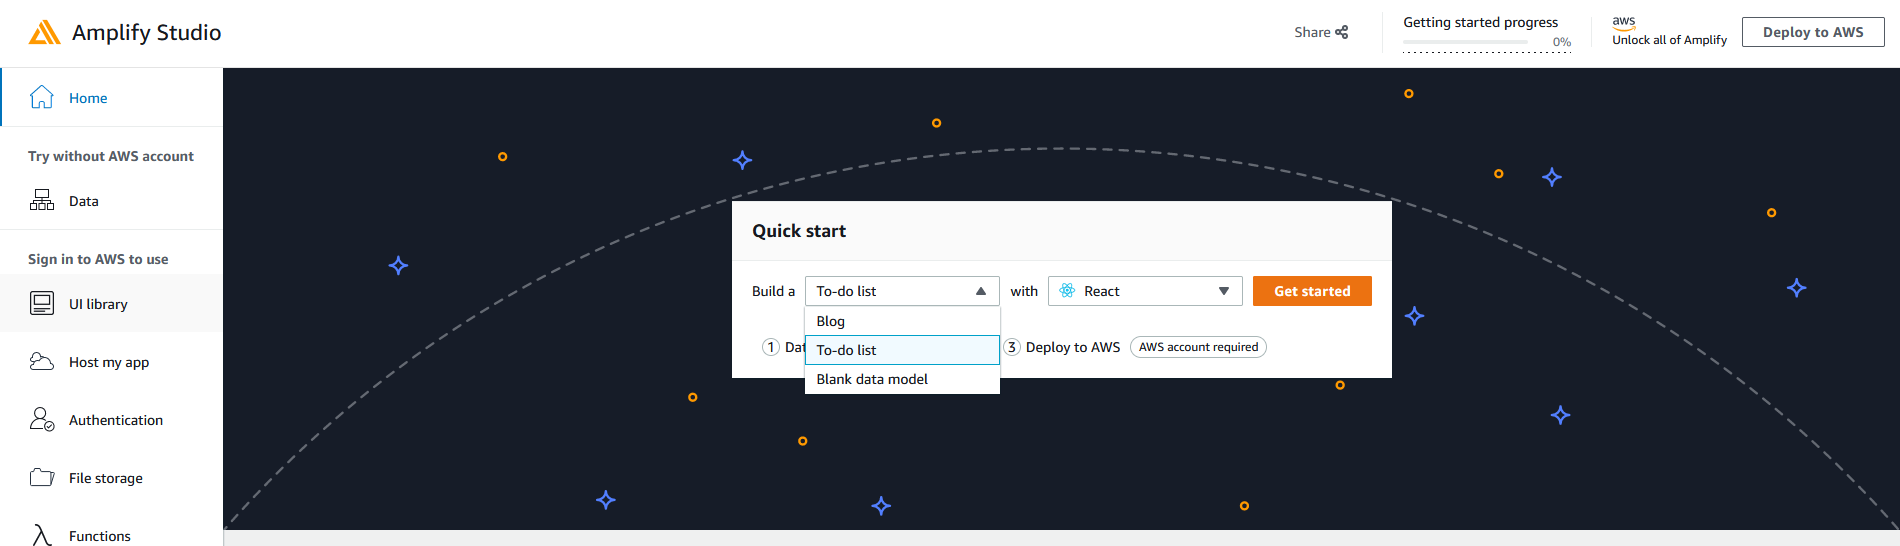 Amplify Studio
Share
Getting started progress
0%
aws
Unlock all of Amplify
Deploy to AWS
Home
Try without AWS account
Data
Sign in to AWS to use
UI library
Host my app
Authentication
File storage
Functions
Quick start
Build a To-do list with React Get started
Blog
To-do list
Blank data model
1 Dat
3 Deploy to AWS AWS account required